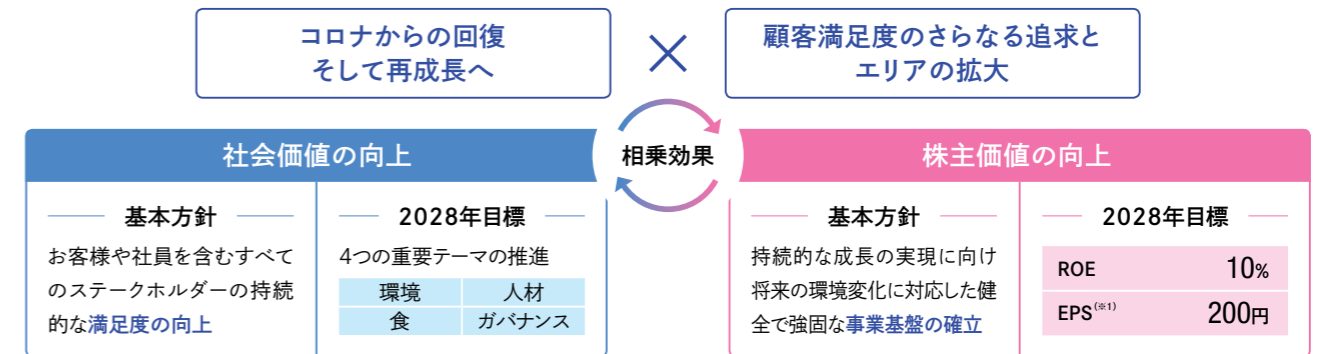 コロナからの回復
そして再成長へ
×
顧客満足度のさらなる追求と
エリアの拡大
社会価値の向上
相乗効果
株主価値の向上
基本方針
お客様や社員を含むすべて
のステークホルダーの持続
的な満足度の向上
2028年目標
4つの重要テーマの推進
環境 人材
食 ガバナンス
基本方針
持続的な成長の実現に向け
将来の環境変化に対応した健
全で強固な事業基盤の確立
2028年目標
ROE 10%
EPS(※1) 200円